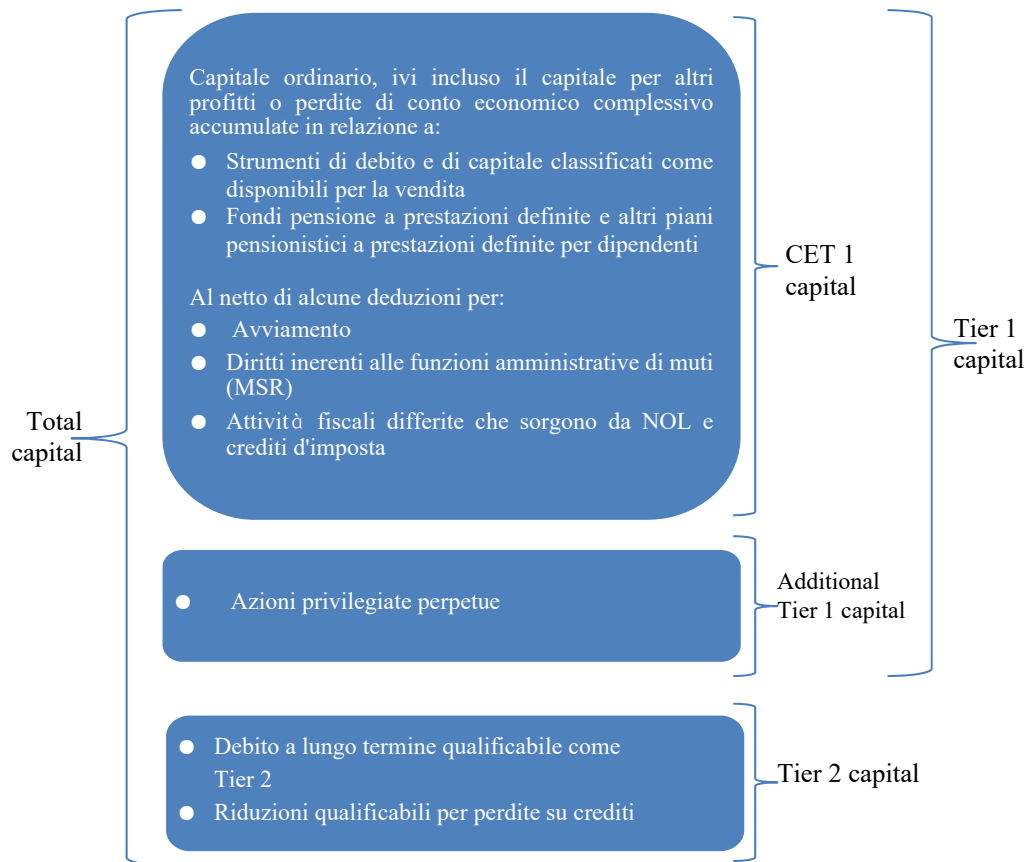 Capitale ordinario, ivi incluso il capitale per altri
profitti o perdite di conto economico complessivo
accumulate in relazione a:
● Strumenti di debito e di capitale classificati come
disponibili per la vendita
● Fondi pensione a prestazioni definite e altri piani
pensionistici a prestazioni definite per dipendenti
Al netto di alcune deduzioni per:
● Avviamento
● Diritti inerenti alle funzioni amministrative di muti
(MSR)
● Attività fiscali differite che sorgono da NOL e
crediti d'imposta
CET 1
capital
Tier 1
capital
Total
capital
● Azioni privilegiate perpetue
Additional
Tier 1 capital
● Debito a lungo termine qualificabile come
Tier 2
● Riduzioni qualificabili per perdite su crediti
Tier 2 capital